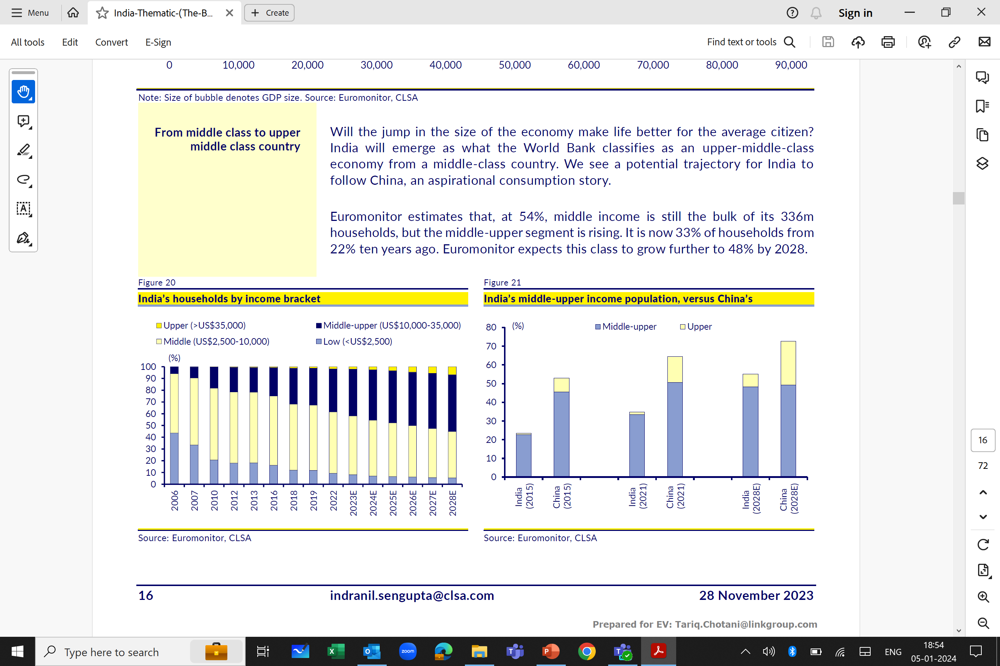 Menu
India-Thematic-(The-B...
Create
Sign in
All tools
Edit
Convert
E-Sign
Find text or tools
0 10,000 20,000 30,000 40,000 50,000 60,000 70,000 80,000 90,000
Note: Size of bubble denotes GDP size. Source: Euromonitor, CLSA
From middle class to upper
middle class country
Will the jump in the size of the economy make life better for the average citizen?
India will emerge as what the World Bank classifies as an upper-middle-class
economy from a middle-class country. We see a potential trajectory for India to
follow China, an aspirational consumption story.
Euromonitor estimates that, at 54%, middle income is still the bulk of its 336m
households, but the middle-upper segment is rising. It is now 33% of households from
22% ten years ago. Euromonitor expects this class to grow further to 48% by 2028.
Figure 20
India's households by income bracket
Upper (>US$35,000)
Middle-upper (US$10,000-35,000)
Middle (US$2,500-10,000)
Low (<US$2,500)
(%)
100
90
80
70
60
50
40
30
20
10
0
2006
2007
2010
2012
2013
2016
2018
2019
2022
2023E
2024E
2025E
2026E
2027E
2028E
Source: Euromonitor, CLSA
Figure 21
India's middle-upper income population, versus China's
(%)
Middle-upper
Upper
80
70
60
50
40
30
20
10
0
India
(2015)
China
(2015)
India
(2021)
China
(2021)
India
(2028E)
China
(2028E)
Source: Euromonitor, CLSA
16
indranil.sengupta@clsa.com
28 November 2023
Prepared for EV: Tariq.Chotani@linkgroup.com
16
72
Type here to search
zoom
ENG
18:54
05-01-2024